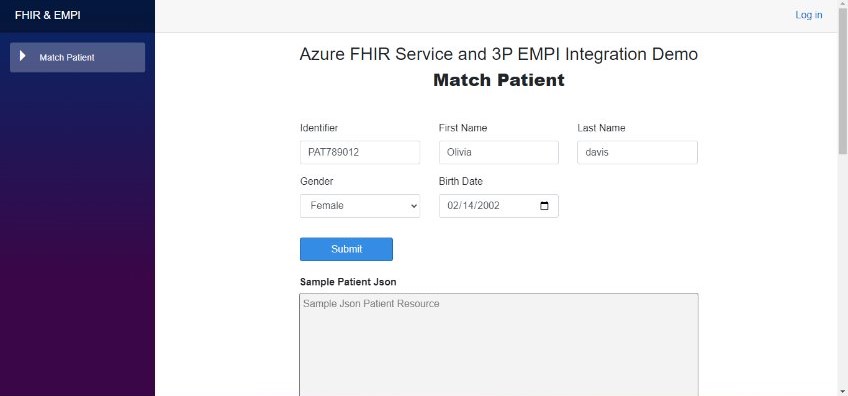 FHIR & EMPI
Log in
Match Patient
Azure FHIR Service and 3P EMPI Integration Demo
Match Patient
Identifier First Name Last Name
PAT789012 Olivia davis
Gender Birth Date
Female 02/14/2002
Submit
Sample Patient Json
Sample Json Patient Resource